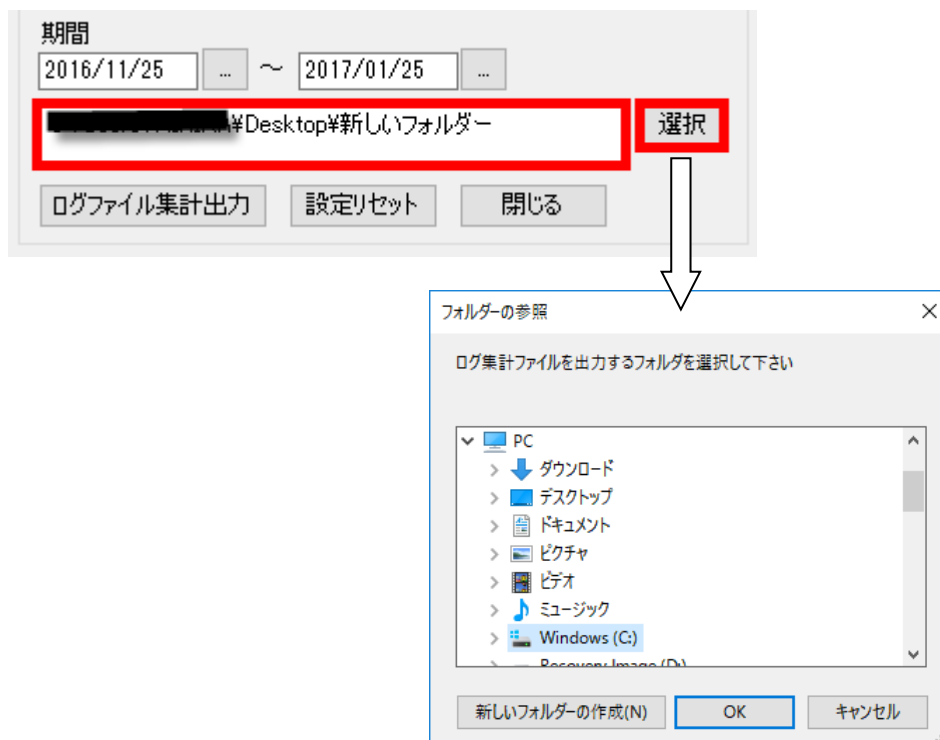 期間
2016/11/25 ... ～ 2017/01/25 ...
¥Desktop¥新しいフォルダー 選択
ログファイル集計出力 設定リセット 閉じる
フォルダーの参照
ログ集計ファイルを出力するフォルダを選択して下さい
PC
ダウンロード
デスクトップ
ドキュメント
ピクチャ
ビデオ
ミュージック
Windows (C:)
Recovery Image (D:)
新しいフォルダーの作成(N) OK キャンセル